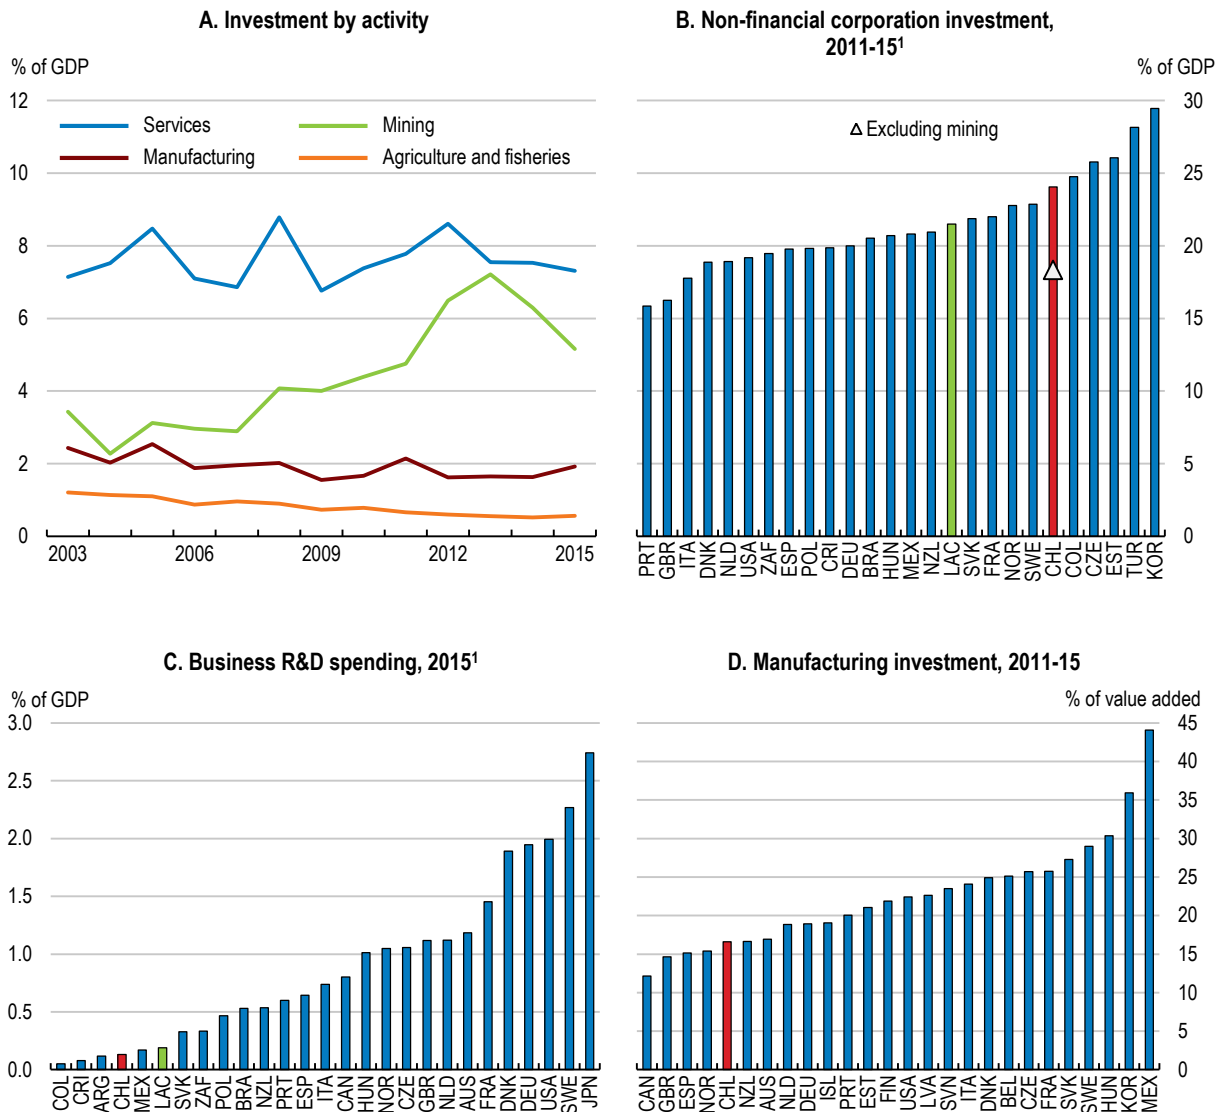 A. Investment by activity
% of GDP
12
10
8
6
4
2
0
Services
Mining
Manufacturing
Agriculture and fisheries
2003 2006 2009 2012 2015
B. Non-financial corporation investment,
2011-15¹
% of GDP
30
25
20
15
10
5
0
Excluding mining
PRT GBR ITA DNK NLD USA ZAF ESP POL CRI DEU BRA HUN MEX NZL LAC SVK FRA NOR SWE CHL COL CZE EST TUR KOR
C. Business R&D spending, 2015¹
% of GDP
3.0
2.5
2.0
1.5
1.0
0.5
0.0
COL CRI ARG CHL MEX LAC SVK ZAF POL BRA NZL PRT ESP ITA CAN HUN NOR CZE GBR NLD AUS FRA DNK DEU USA SWE JPN
D. Manufacturing investment, 2011-15
% of value added
45
40
35
30
25
20
15
10
5
0
CAN GBR ESP NOR CHL NZL AUS NLD DEU ISL PRT EST FIN USA LVA SVN ITA DNK BEL CZE FRA SVK SWE HUN KOR MEX